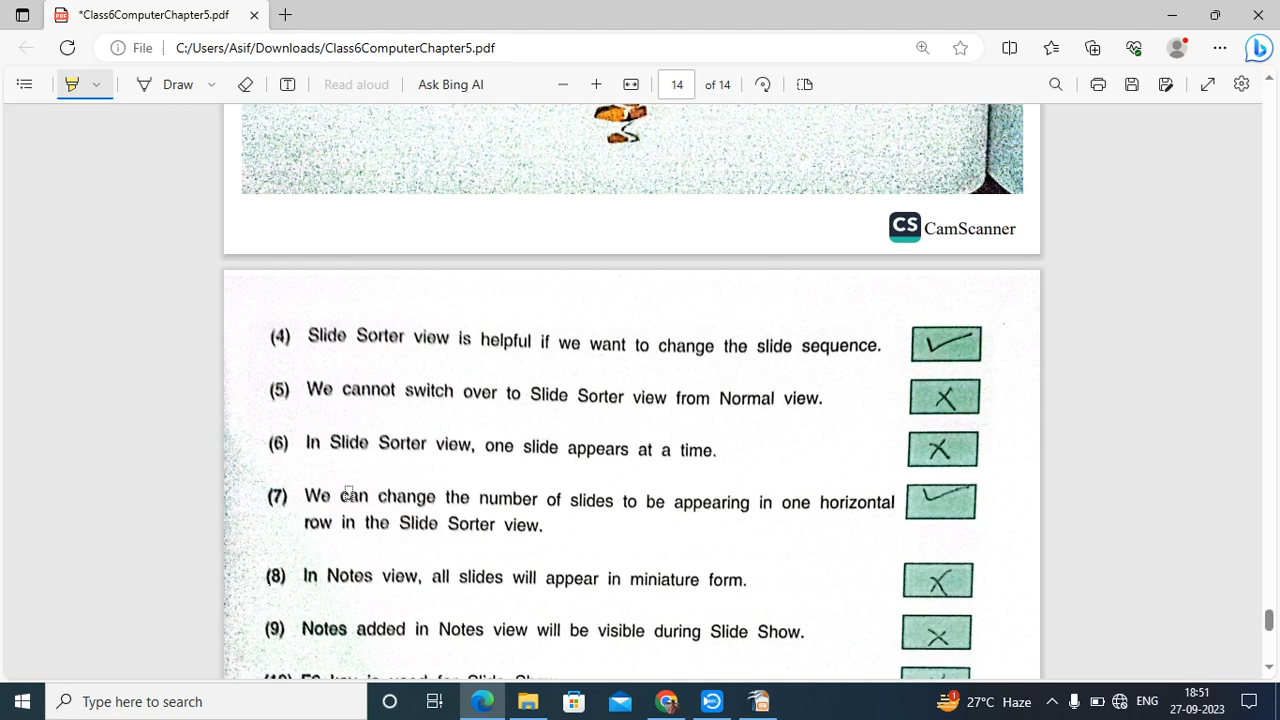 *Class6ComputerChapter5.pdf
File
C:/Users/Asif/Downloads/Class6ComputerChapter5.pdf
Draw
Read aloud
Ask Bing AI
14
of 14
CS CamScanner
(4) Slide Sorter view is helpful if we want to change the slide sequence. ✓
(5) We cannot switch over to Slide Sorter view from Normal view. X
(6) In Slide Sorter view, one slide appears at a time. X
(7) We can change the number of slides to be appearing in one horizontal ✓
row in the Slide Sorter view.
(8) In Notes view, all slides will appear in miniature form. X
(9) Notes added in Notes view will be visible during Slide Show. X
Type here to search
1
27°C Haze
ENG
18:51
27-09-2023